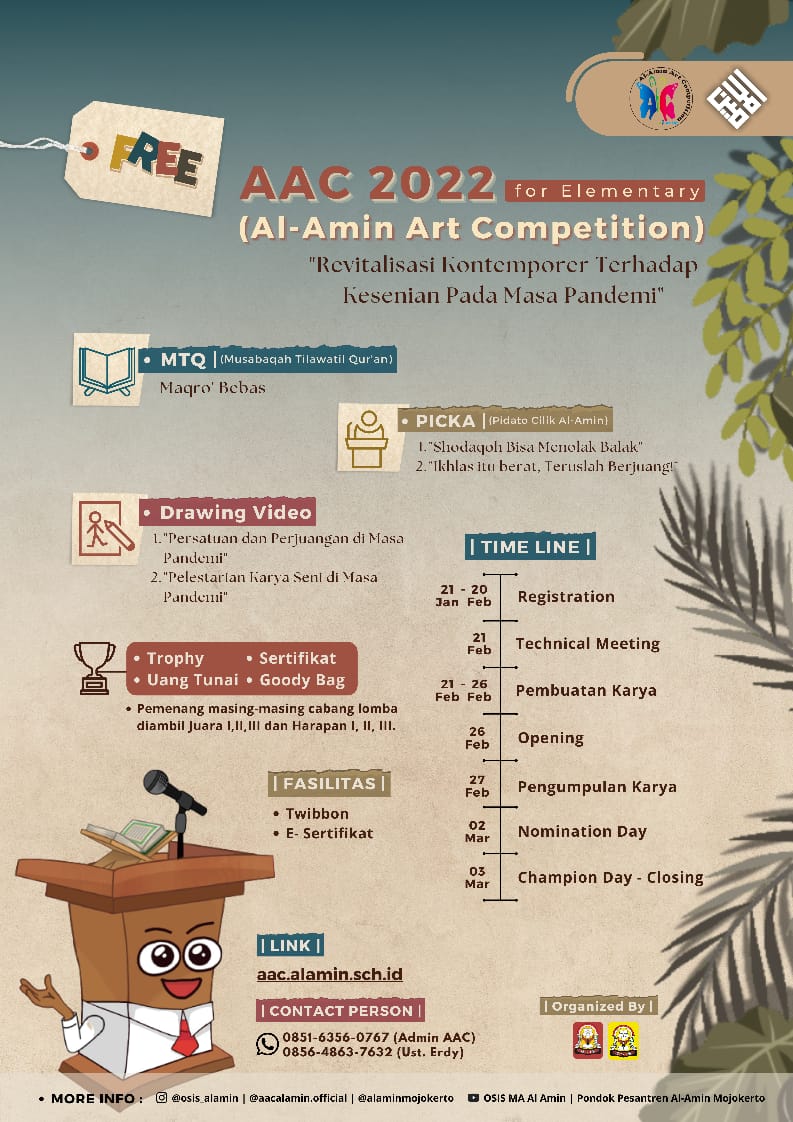 Al-Amin Art Competition
AC
FREE
AAC 2022 for Elementary
(Al-Amin Art Competition)
"Revitalisasi Kontemporer Terhadap
Kesenian Pada Masa Pandemi"
• MTQ | (Musabaqah Tilawatil Qur'an)
Maqro' Bebas
• PICKA | (Pidato Cilik Al-Amin)
1. "Shodaqoh Bisa Menolak Balak"
2. "Ikhlas itu berat, Teruslah Berjuang!"
• Drawing Video
1. "Persatuan dan Perjuangan di Masa
Pandemi"
2. "Pelestarian Karya Seni di Masa
Pandemi"
| TIME LINE |
21 - 20
Jan Feb
Registration
21
Feb
Technical Meeting
21 - 26
Feb Feb
Pembuatan Karya
26
Feb
Opening
27
Feb
Pengumpulan Karya
02
Mar
Nomination Day
03
Mar
Champion Day - Closing
• Trophy • Sertifikat
• Uang Tunai • Goody Bag
• Pemenang masing-masing cabang lomba
diambil Juara I,II,III dan Harapan I, II, III.
| FASILITAS |
• Twibbon
• E- Sertifikat
| LINK |
aac.alamin.sch.id
| CONTACT PERSON |
0851-6356-0767 (Admin AAC)
0856-4863-7632 (Ust. Erdy)
| Organized By |
• MORE INFO : @osis_alamin | @aacalamin.official | @alaminmojokerto OSIS MA Al Amin | Pondok Pesantren Al-Amin Mojokerto